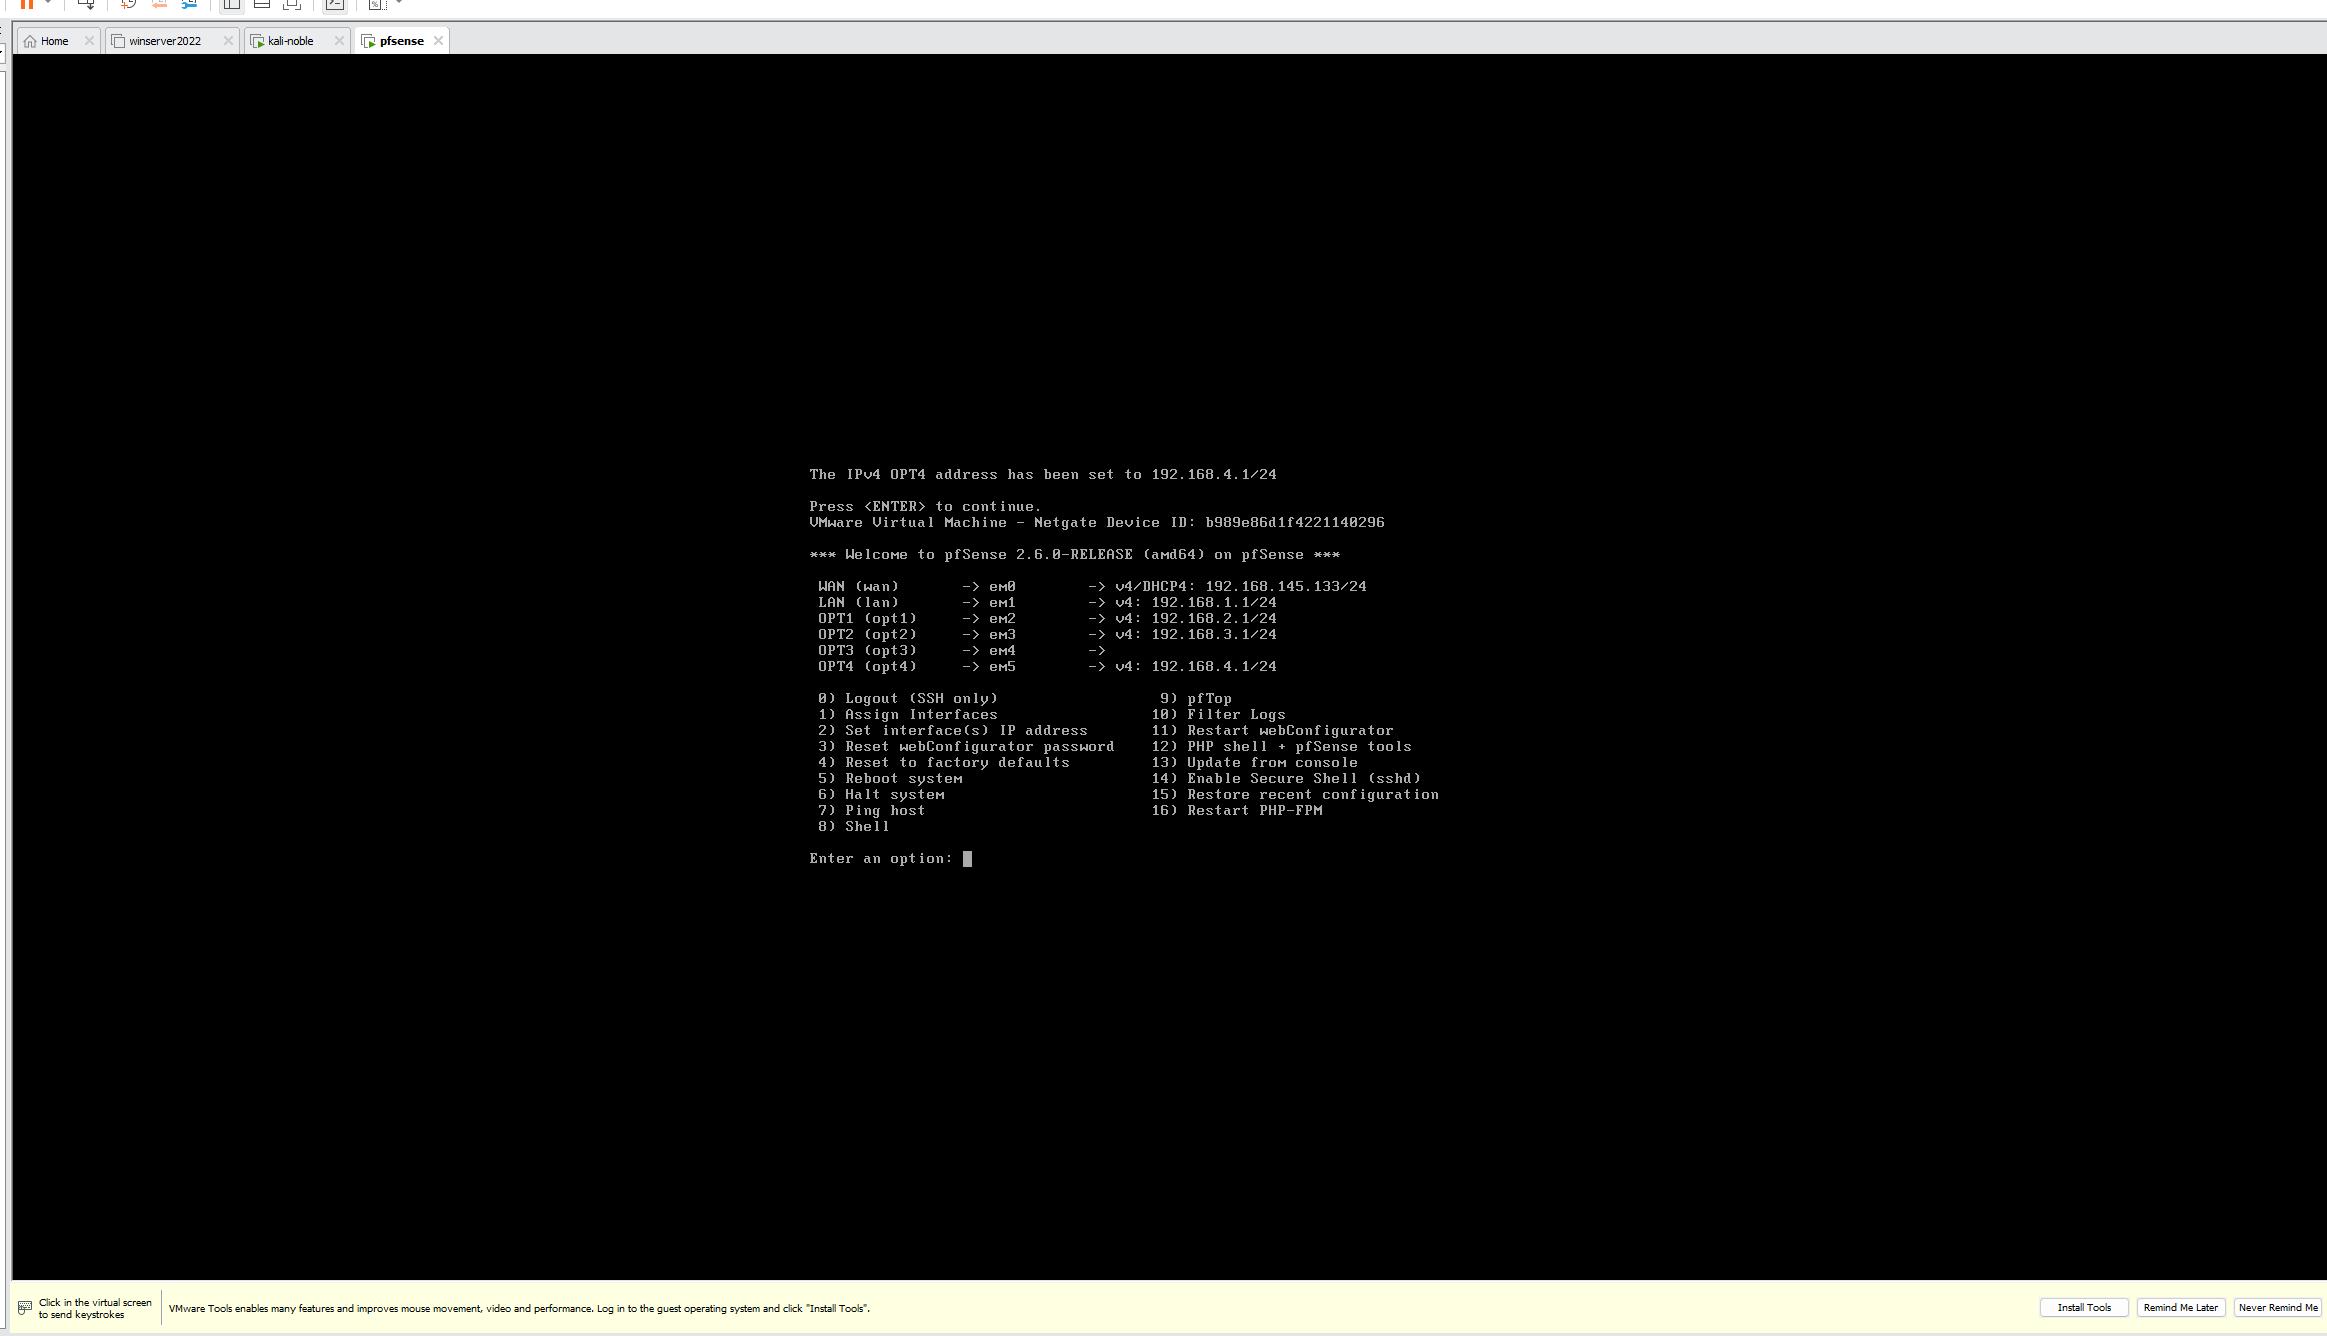 Home
winserver2022
kali-noble
pfsense
The IPv4 OPT4 address has been set to 192.168.4.1/24
Press <ENTER> to continue.
VMware Virtual Machine - Netgate Device ID: b989e86d1f4221140296
*** Welcome to pfSense 2.6.0-RELEASE (amd64) on pfSense ***
WAN (wan) -> em0 -> v4/DHCP4: 192.168.145.133/24
LAN (lan) -> em1 -> v4: 192.168.1.1/24
OPT1 (opt1) -> em2 -> v4: 192.168.2.1/24
OPT2 (opt2) -> em3 -> v4: 192.168.3.1/24
OPT3 (opt3) -> em4 ->
OPT4 (opt4) -> em5 -> v4: 192.168.4.1/24
0) Logout (SSH only) 9) pfTop
1) Assign Interfaces 10) Filter Logs
2) Set interface(s) IP address 11) Restart webConfigurator
3) Reset webConfigurator password 12) PHP shell + pfSense tools
4) Reset to factory defaults 13) Update from console
5) Reboot system 14) Enable Secure Shell (sshd)
6) Halt system 15) Restore recent configuration
7) Ping host 16) Restart PHP-FPM
8) Shell
Enter an option:
Click in the virtual screen
to send keystrokes
VMware Tools enables many features and improves mouse movement, video and performance. Log in to the guest operating system and click "Install Tools".
Install Tools
Remind Me Later
Never Remind Me